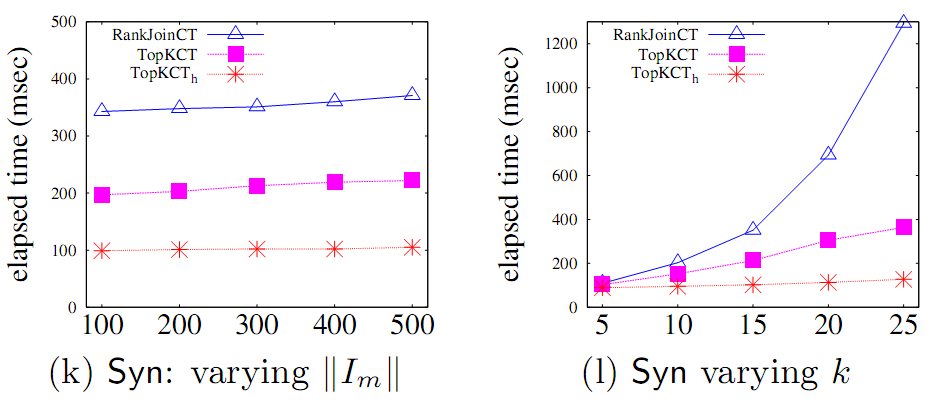 elapsed time (msec)
500
400
300
200
100
0
RankJoinCT
TopKCT
TopKCTh
100 200 300 400 500
(k) Syn: varying ||Im||
elapsed time (msec)
1200
1000
800
600
400
200
0
RankJoinCT
TopKCT
TopKCTh
5 10 15 20 25
(l) Syn varying k